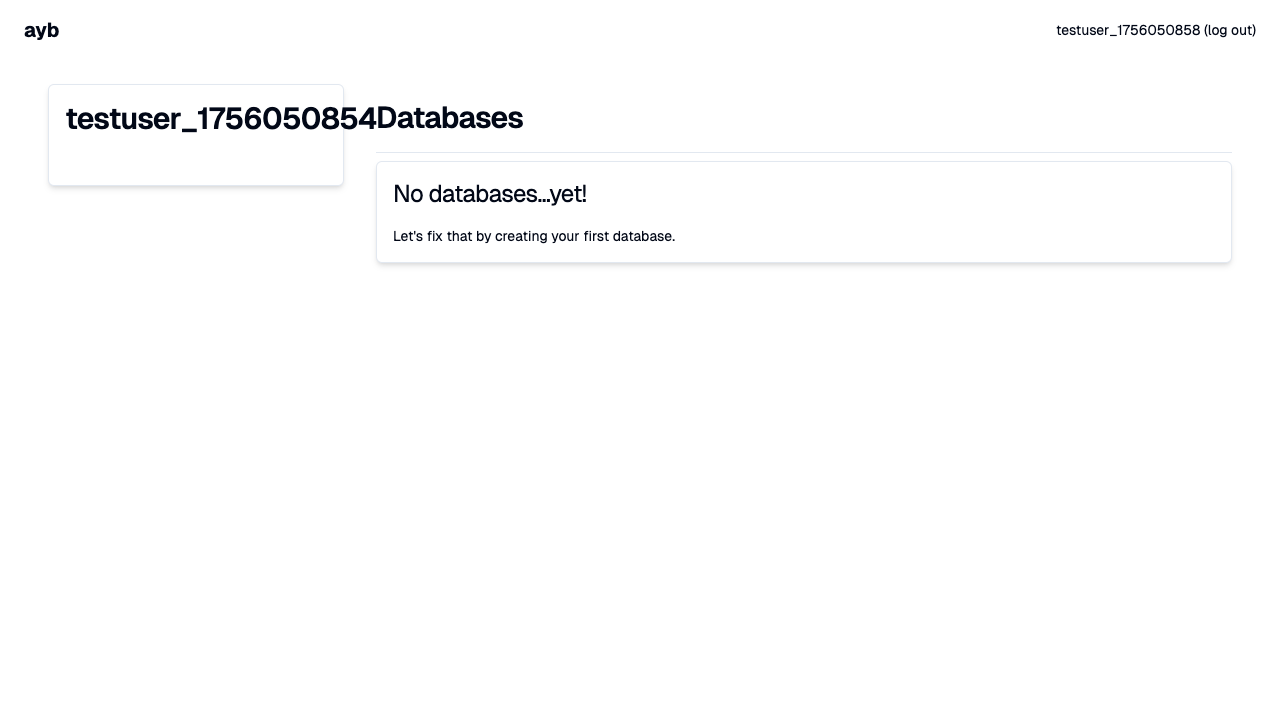 ayb
testuser_1756050858 (log out)
testuser_1756050854
Databases
No databases...yet!
Let's fix that by creating your first database.